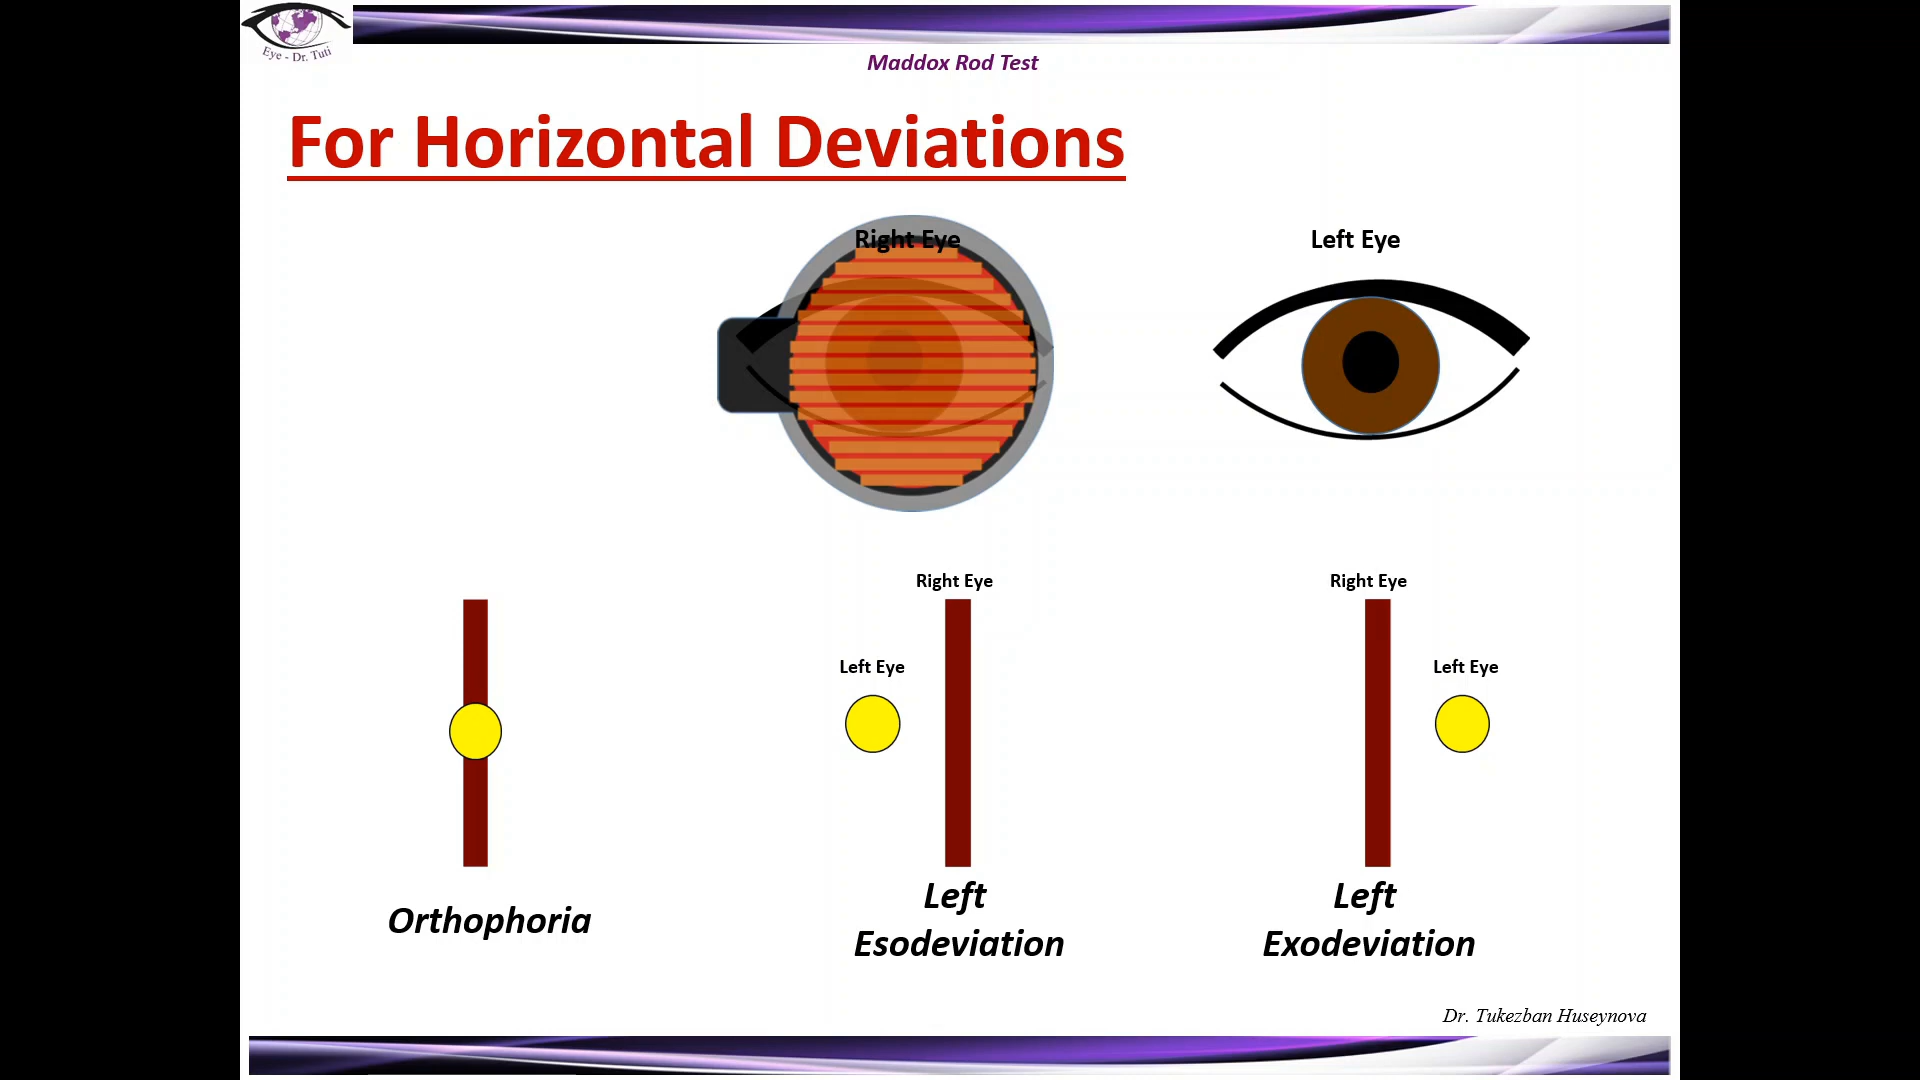 Eye - Dr. Tuti
Maddox Rod Test
For Horizontal Deviations
Right Eye
Left Eye
Right Eye
Right Eye
Left Eye
Left Eye
Orthophoria
Left
Esodeviation
Left
Exodeviation
Dr. Tukezban Huseynova